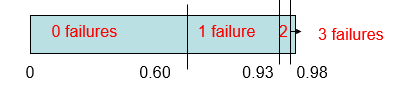 0 failures 1 failure 2 3 failures
0 0.60 0.93 0.98